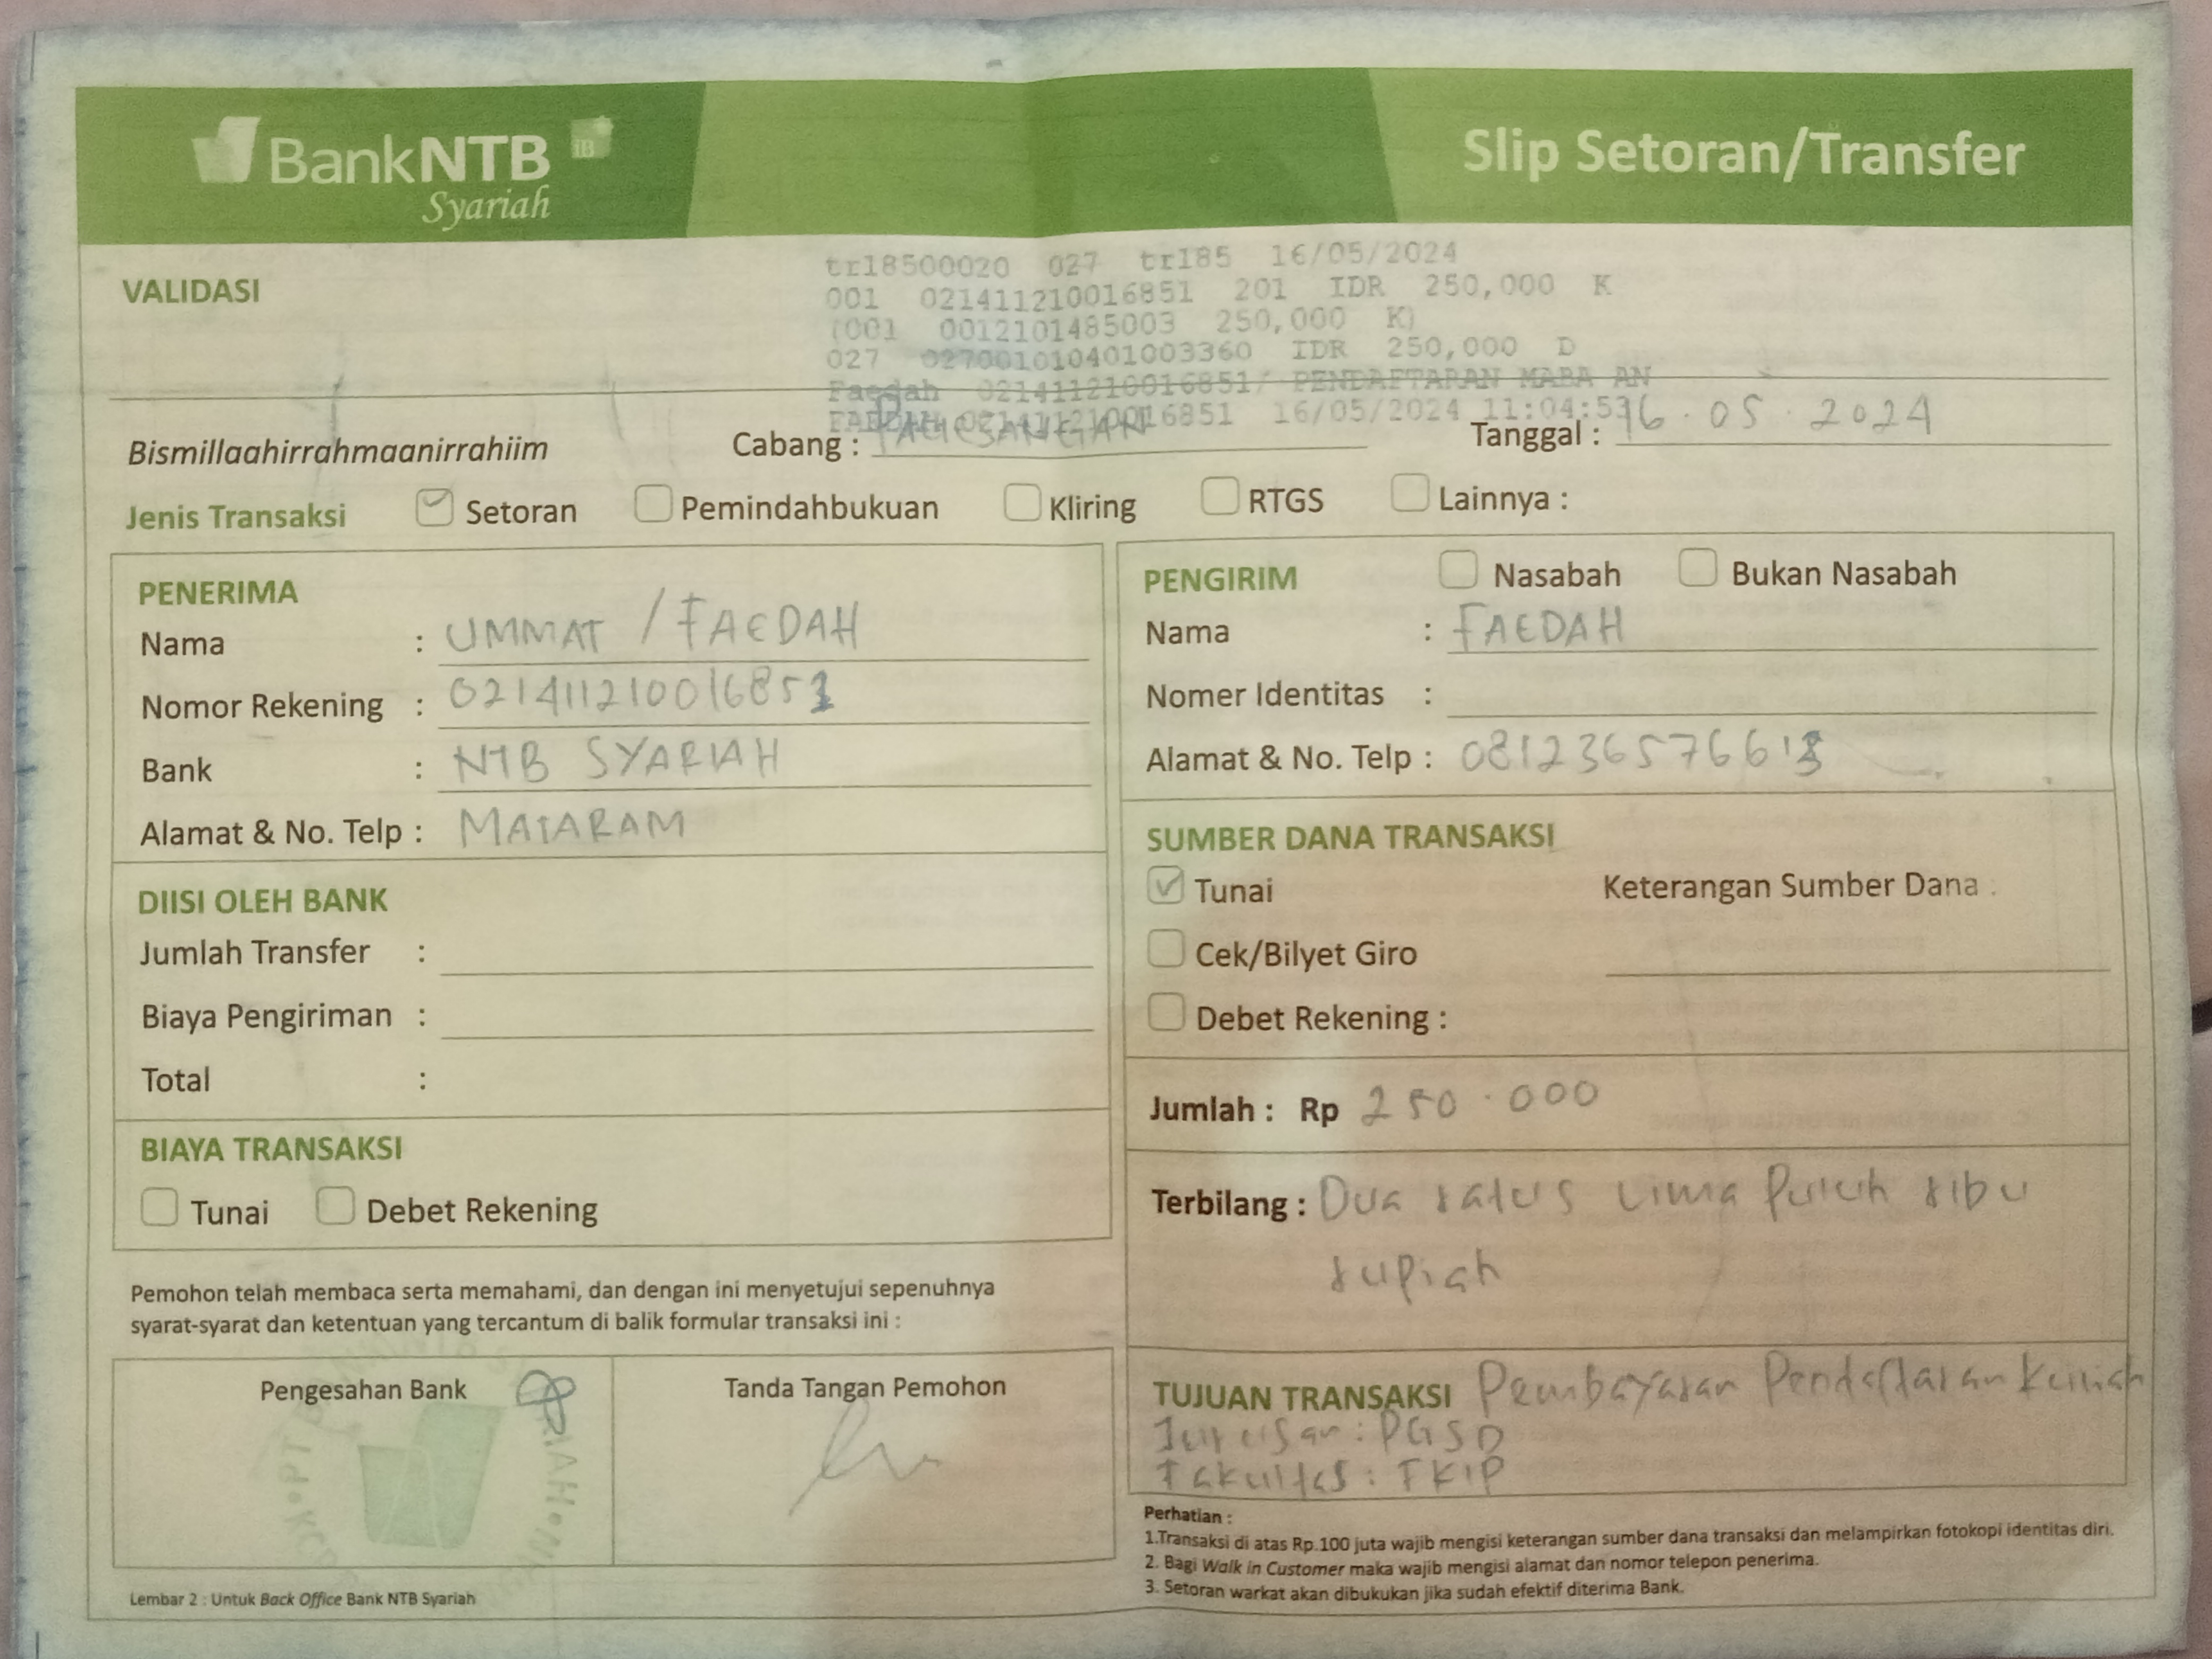 BankNTB iB
Syariah
Slip Setoran/Transfer
VALIDASI
tr18500020 027 tr185 16/05/2024
001 021411210016851 201 IDR 250,000 K
(001 0012101485003 250,000 K)
027 027001010401003360 IDR 250,000 D
Faedah 021411210016851/ PENDAFTARAN MABA AN
FAEDAH 021411210016851 16/05/2024 11:04:53
Bismillaahirrahmaanirrahiim Cabang : PAGESANGAN Tanggal : 16.05.2024
Jenis Transaksi Setoran Pemindahbukuan Kliring RTGS Lainnya :
PENERIMA
Nama : UMMAT / FAEDAH
Nomor Rekening : 021411210016851
Bank : NTB SYARIAH
Alamat & No. Telp : MATARAM
DIISI OLEH BANK
Jumlah Transfer :
Biaya Pengiriman :
Total :
BIAYA TRANSAKSI
Tunai Debet Rekening
Pemohon telah membaca serta memahami, dan dengan ini menyetujui sepenuhnya
syarat-syarat dan ketentuan yang tercantum di balik formular transaksi ini :
Pengesahan Bank Tanda Tangan Pemohon
Lembar 2 : Untuk Back Office Bank NTB Syariah
PENGIRIM Nasabah Bukan Nasabah
Nama : FAEDAH
Nomer Identitas :
Alamat & No. Telp : 081236576613
SUMBER DANA TRANSAKSI
Tunai Keterangan Sumber Dana :
Cek/Bilyet Giro
Debet Rekening :
Jumlah : Rp 250.000
Terbilang : Dua ratus Lima Puluh ribu
rupiah
TUJUAN TRANSAKSI Pembayaran Pendaftaran Kuliah
Jurusan : PGSD
Fakultas : FKIP
Perhatian :
1.Transaksi di atas Rp.100 juta wajib mengisi keterangan sumber dana transaksi dan melampirkan fotokopi identitas diri.
2. Bagi Walk in Customer maka wajib mengisi alamat dan nomor telepon penerima.
3. Setoran warkat akan dibukukan jika sudah efektif diterima Bank.